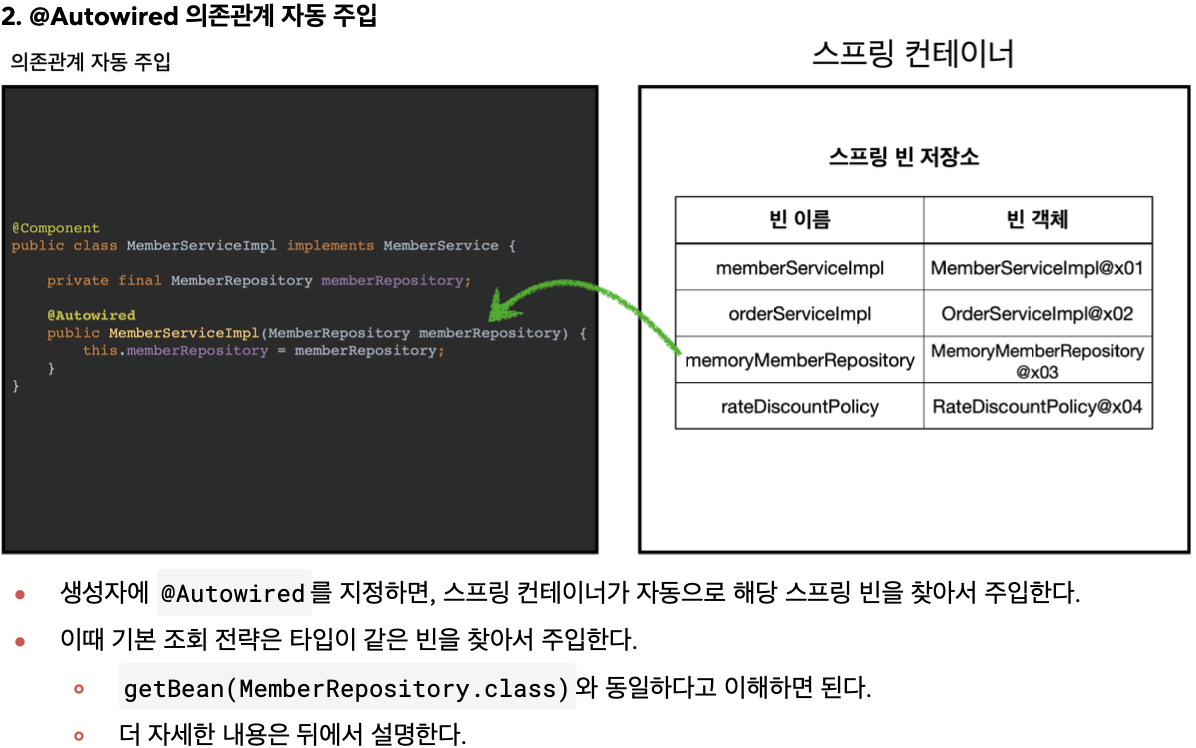 2. @Autowired 의존관계 자동 주입
의존관계 자동 주입
스프링 컨테이너
@Component
public class MemberServiceImpl implements MemberService {
private final MemberRepository memberRepository;
@Autowired
public MemberServiceImpl(MemberRepository memberRepository) {
this.memberRepository = memberRepository;
}
}
스프링 빈 저장소
빈 이름 빈 객체
memberServiceImpl MemberServiceImpl@x01
orderServiceImpl OrderServiceImpl@x02
memoryMemberRepository MemoryMemberRepository
@x03
rateDiscountPolicy RateDiscountPolicy@x04
생성자에 @Autowired 를 지정하면, 스프링 컨테이너가 자동으로 해당 스프링 빈을 찾아서 주입한다.
이때 기본 조회 전략은 타입이 같은 빈을 찾아서 주입한다.
getBean(MemberRepository.class) 와 동일하다고 이해하면 된다.
더 자세한 내용은 뒤에서 설명한다.